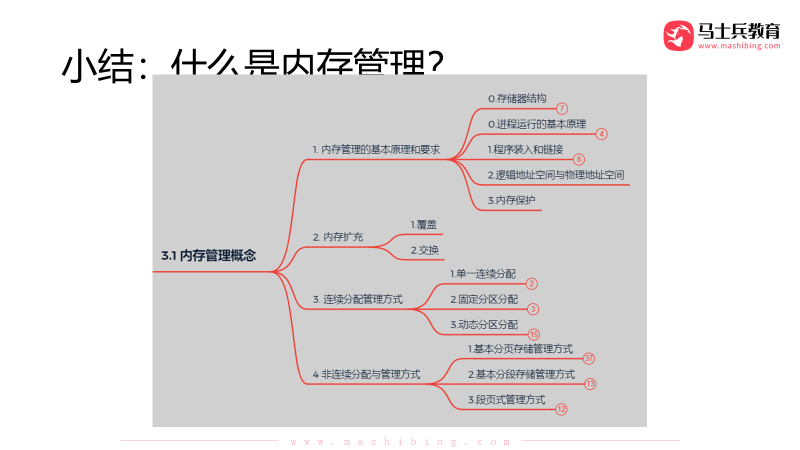 马士兵教育
www.mashibing.com
小结：什么是内存管理？
3.1 内存管理概念
1. 内存管理的基本原理和要求
0.存储器结构
7
0.进程运行的基本原理
4
1.程序装入和链接
8
2.逻辑地址空间与物理地址空间
3.内存保护
2. 内存扩充
1.覆盖
2.交换
3. 连续分配管理方式
1.单一连续分配
2
2.固定分区分配
3
3.动态分区分配
15
4 非连续分配与管理方式
1.基本分页存储管理方式
37
2.基本分段存储管理方式
13
3.段页式管理方式
12
www.mashibing.com